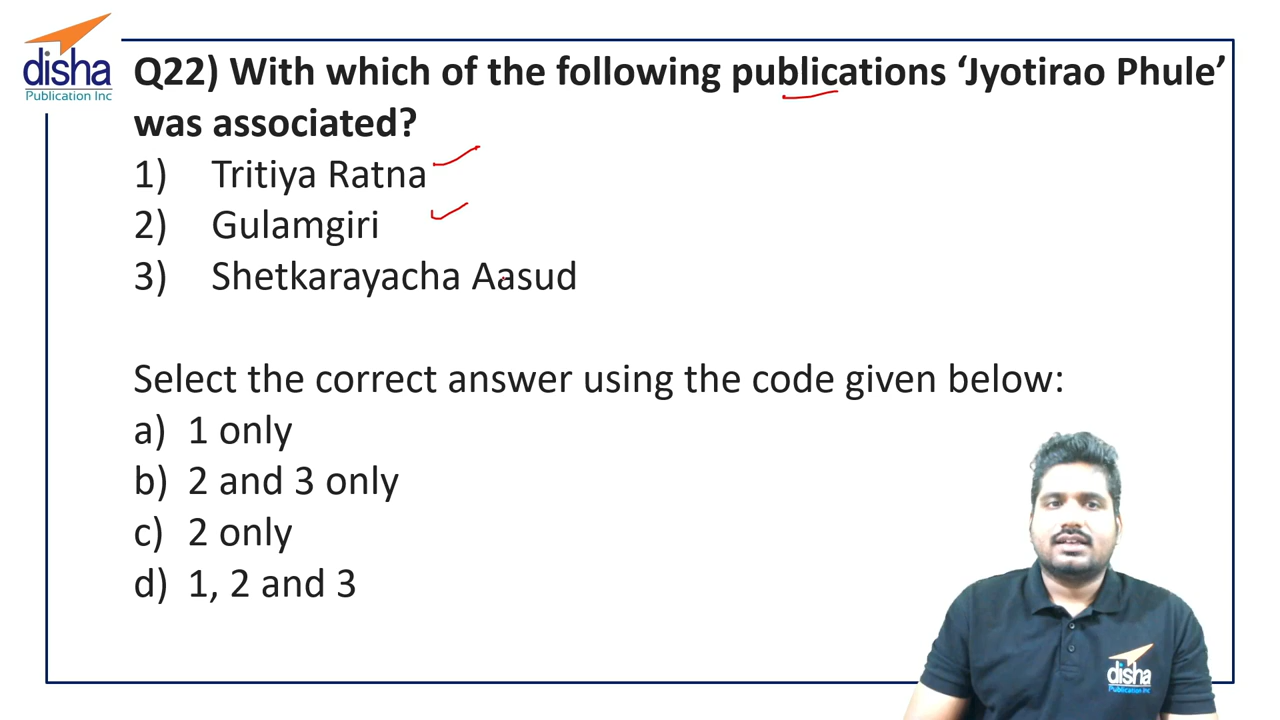 disha
Publication Inc
Q22) With which of the following publications ‘Jyotirao Phule’
was associated?
1) Tritiya Ratna
2) Gulamgiri
3) Shetkarayacha Aasud
Select the correct answer using the code given below:
a) 1 only
b) 2 and 3 only
c) 2 only
d) 1, 2 and 3
disha
Publication Inc